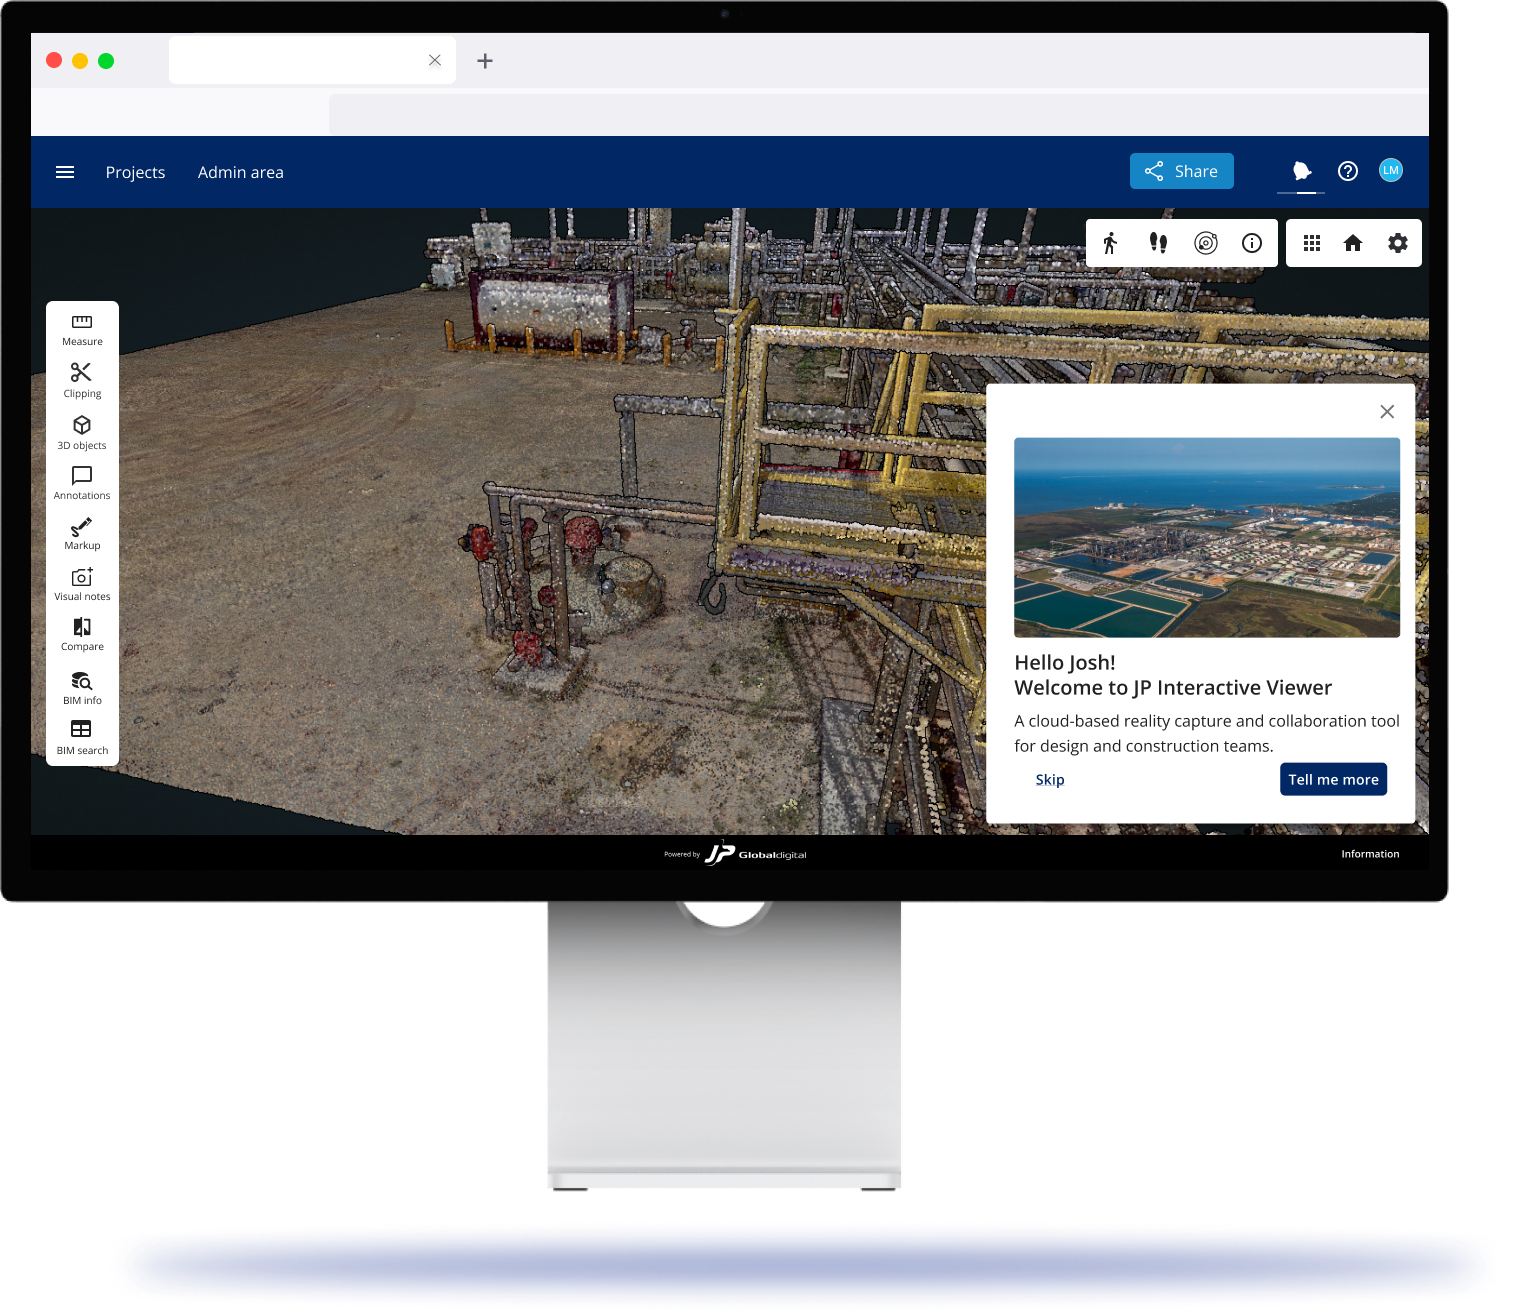 Projects
Admin area
Share
LM
Measure
Clipping
3D objects
Annotations
Markup
Visual notes
Compare
BIM info
BIM search
Hello Josh!
Welcome to JP Interactive Viewer
A cloud-based reality capture and collaboration tool
for design and construction teams.
Skip
Tell me more
Powered by JP Globaldigital
Information